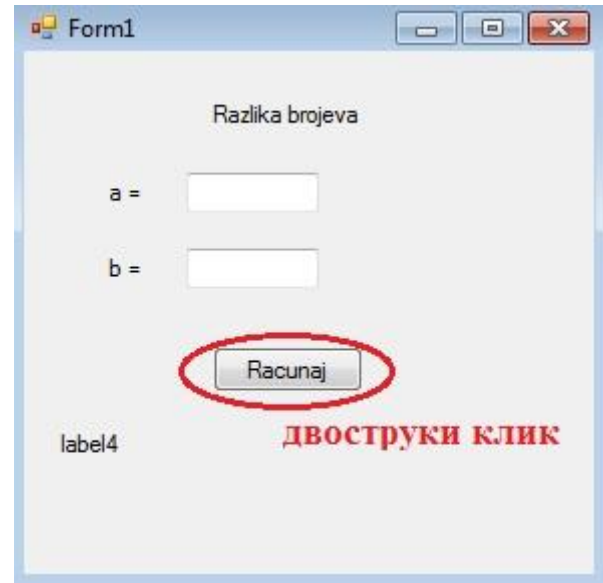 Form1
Razlika brojeva
a =
b =
Racunaj
двоструки клик
label4